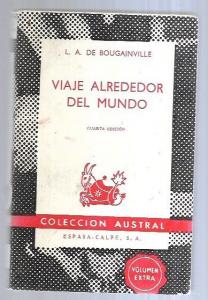 L. A. DE BOUGAINVILLE
VIAJE ALREDEDOR
DEL MUNDO
CUARTA EDICIÓN
COLECCION AUSTRAL
ESPASA-CALPE, S. A.
VOLUMEN
EXTRA